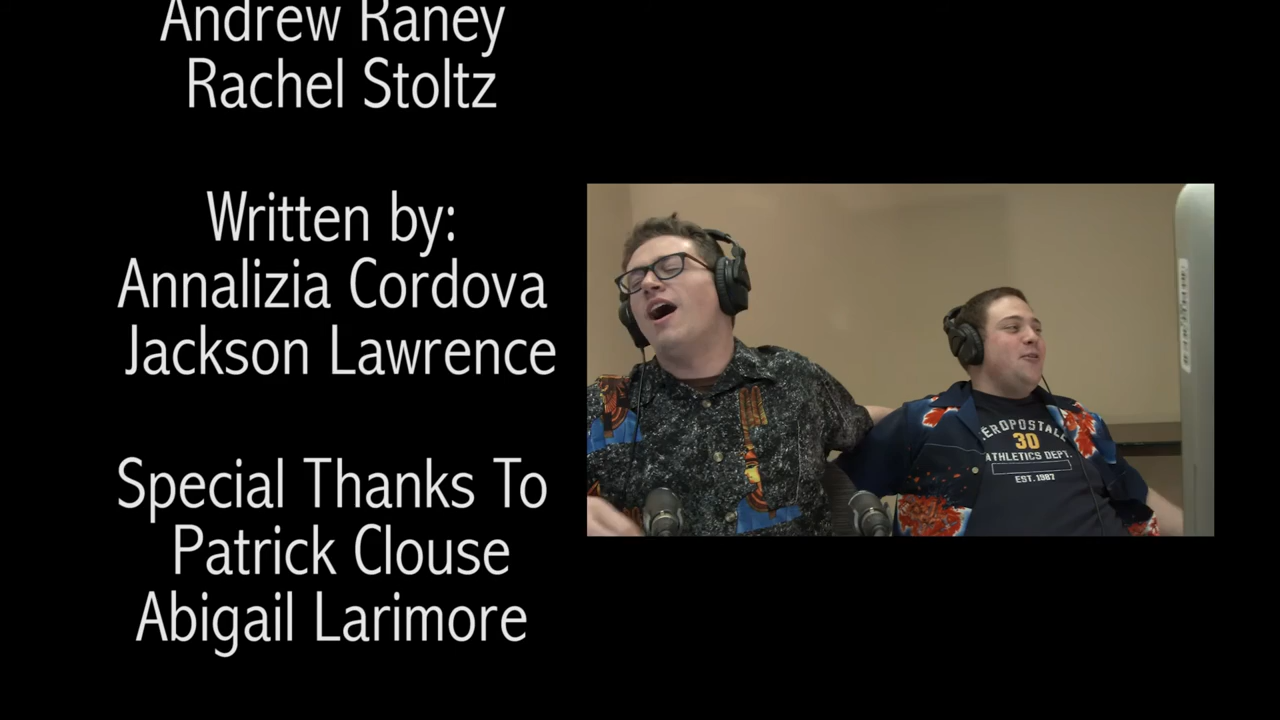 Andrew Raney
Rachel Stoltz
Written by:
Annalizia Cordova
Jackson Lawrence
Special Thanks To
Patrick Clouse
Abigail Larimore
AÉROPOSTALE
30
ATHLETICS DEPT.
EST. 1987